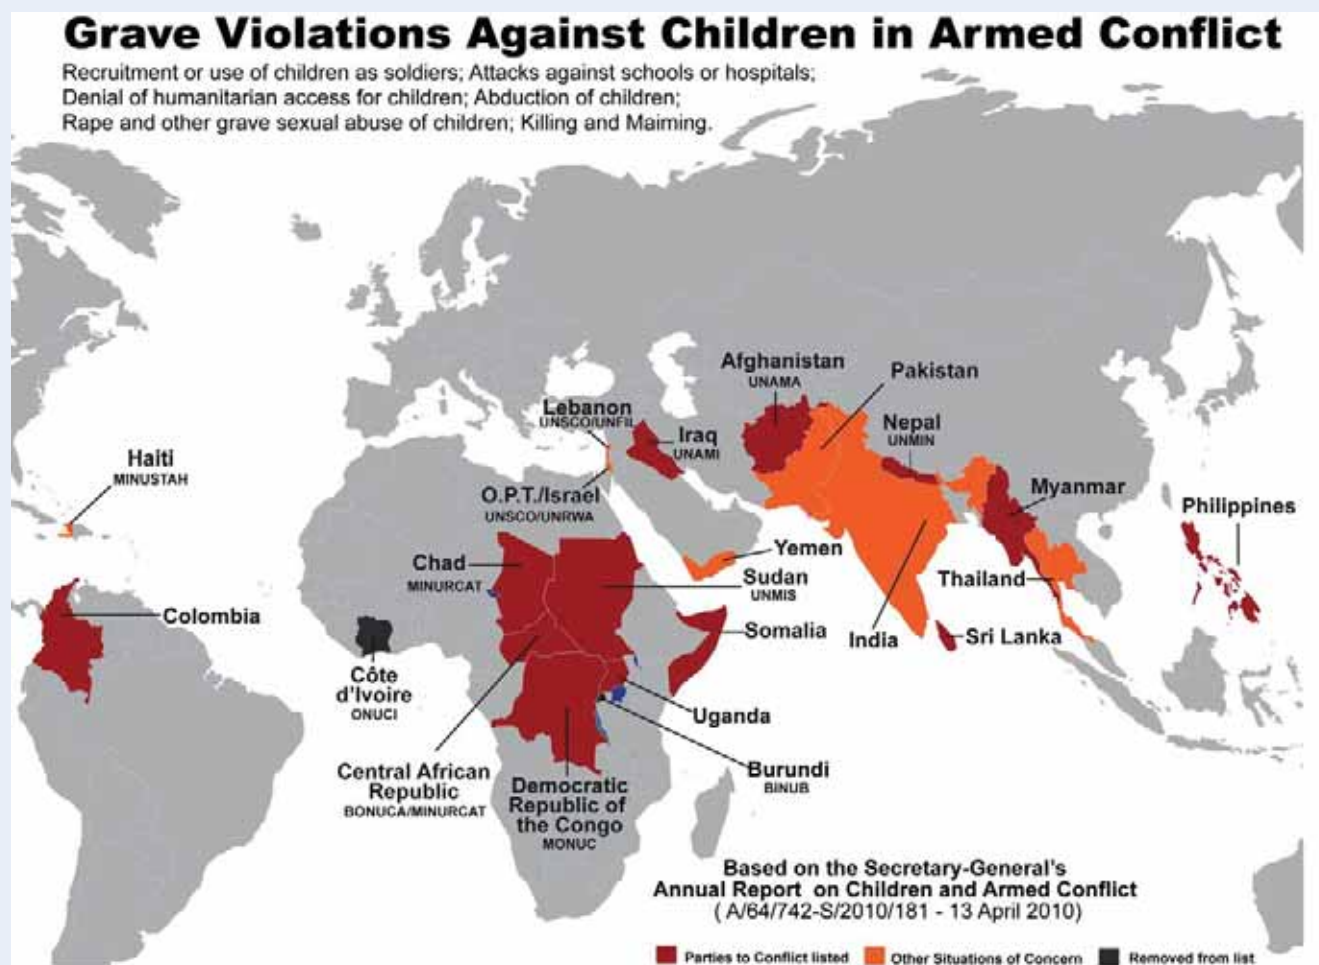 Grave Violations Against Children in Armed Conflict
Recruitment or use of children as soldiers; Attacks against schools or hospitals;
Denial of humanitarian access for children; Abduction of children;
Rape and other grave sexual abuse of children; Killing and Maiming.
Afghanistan
UNAMA
Pakistan
Lebanon
UNSCO/UNFIL
Iraq
UNAMI
Nepal
UNMIN
Haiti
MINUSTAH
O.P.T./Israel
UNSCO/UNRWA
Myanmar
Philippines
Chad
MINURCAT
Yemen
Sudan
UNMIS
Thailand
Colombia
Somalia
India
Sri Lanka
Côte
d'Ivoire
ONUCI
Uganda
Central African
Republic
BONUCA/MINURCAT
Democratic
Republic of
the Congo
MONUC
Burundi
BINUB
Based on the Secretary-General's
Annual Report on Children and Armed Conflict
( A/64/742-S/2010/181 - 13 April 2010)
Parties to Conflict listed
Other Situations of Concern
Removed from list